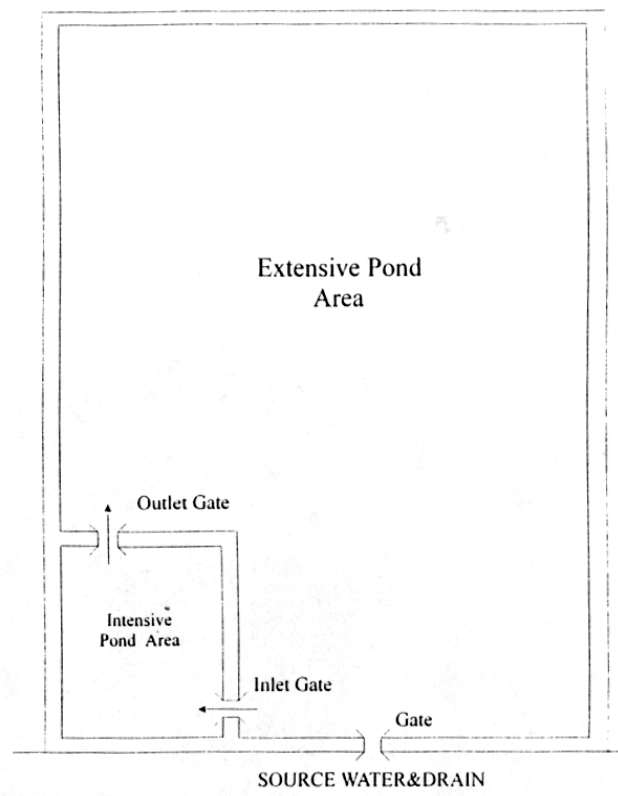 Extensive Pond
Area
Outlet Gate
Intensive
Pond Area
Inlet Gate
Gate
SOURCE WATER&DRAIN